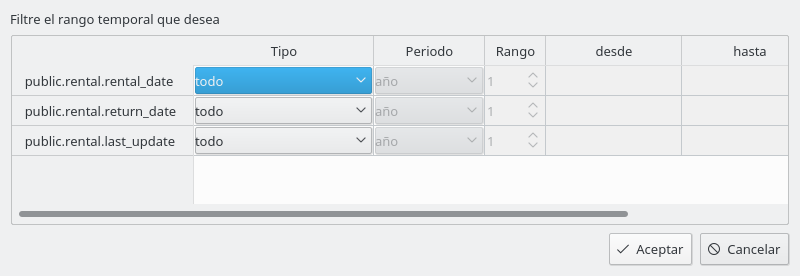 Filtre el rango temporal que desea
Tipo Periodo Rango desde hasta
public.rental.rental_date todo año 1
public.rental.return_date todo año 1
public.rental.last_update todo año 1
Aceptar Cancelar